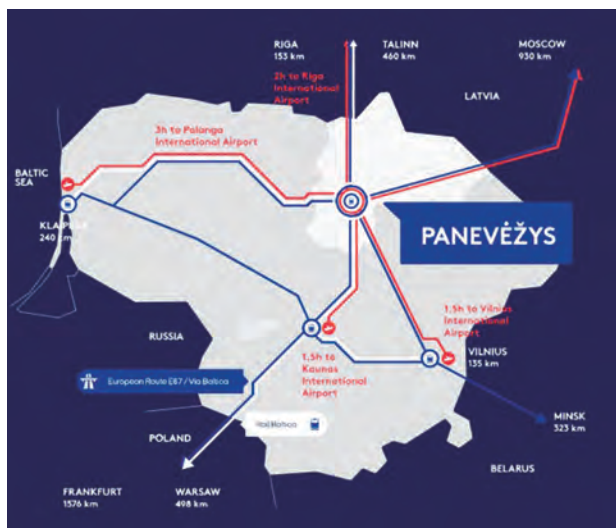 RIGA
153 km
TALINN
460 km
MOSCOW
930 km
2h to Riga
International
Airport
LATVIA
3h to Palanga
International Airport
BALTIC
SEA
KLAIPEDA
240 km
PANEVĖŽYS
RUSSIA
1,5h to Vilnius
International
Airport
VILNIUS
135 km
1,5h to
Kaunas
International
Airport
European Route E67 / Via Baltica
Rail Baltica
MINSK
323 km
POLAND
BELARUS
FRANKFURT
1576 km
WARSAW
498 km